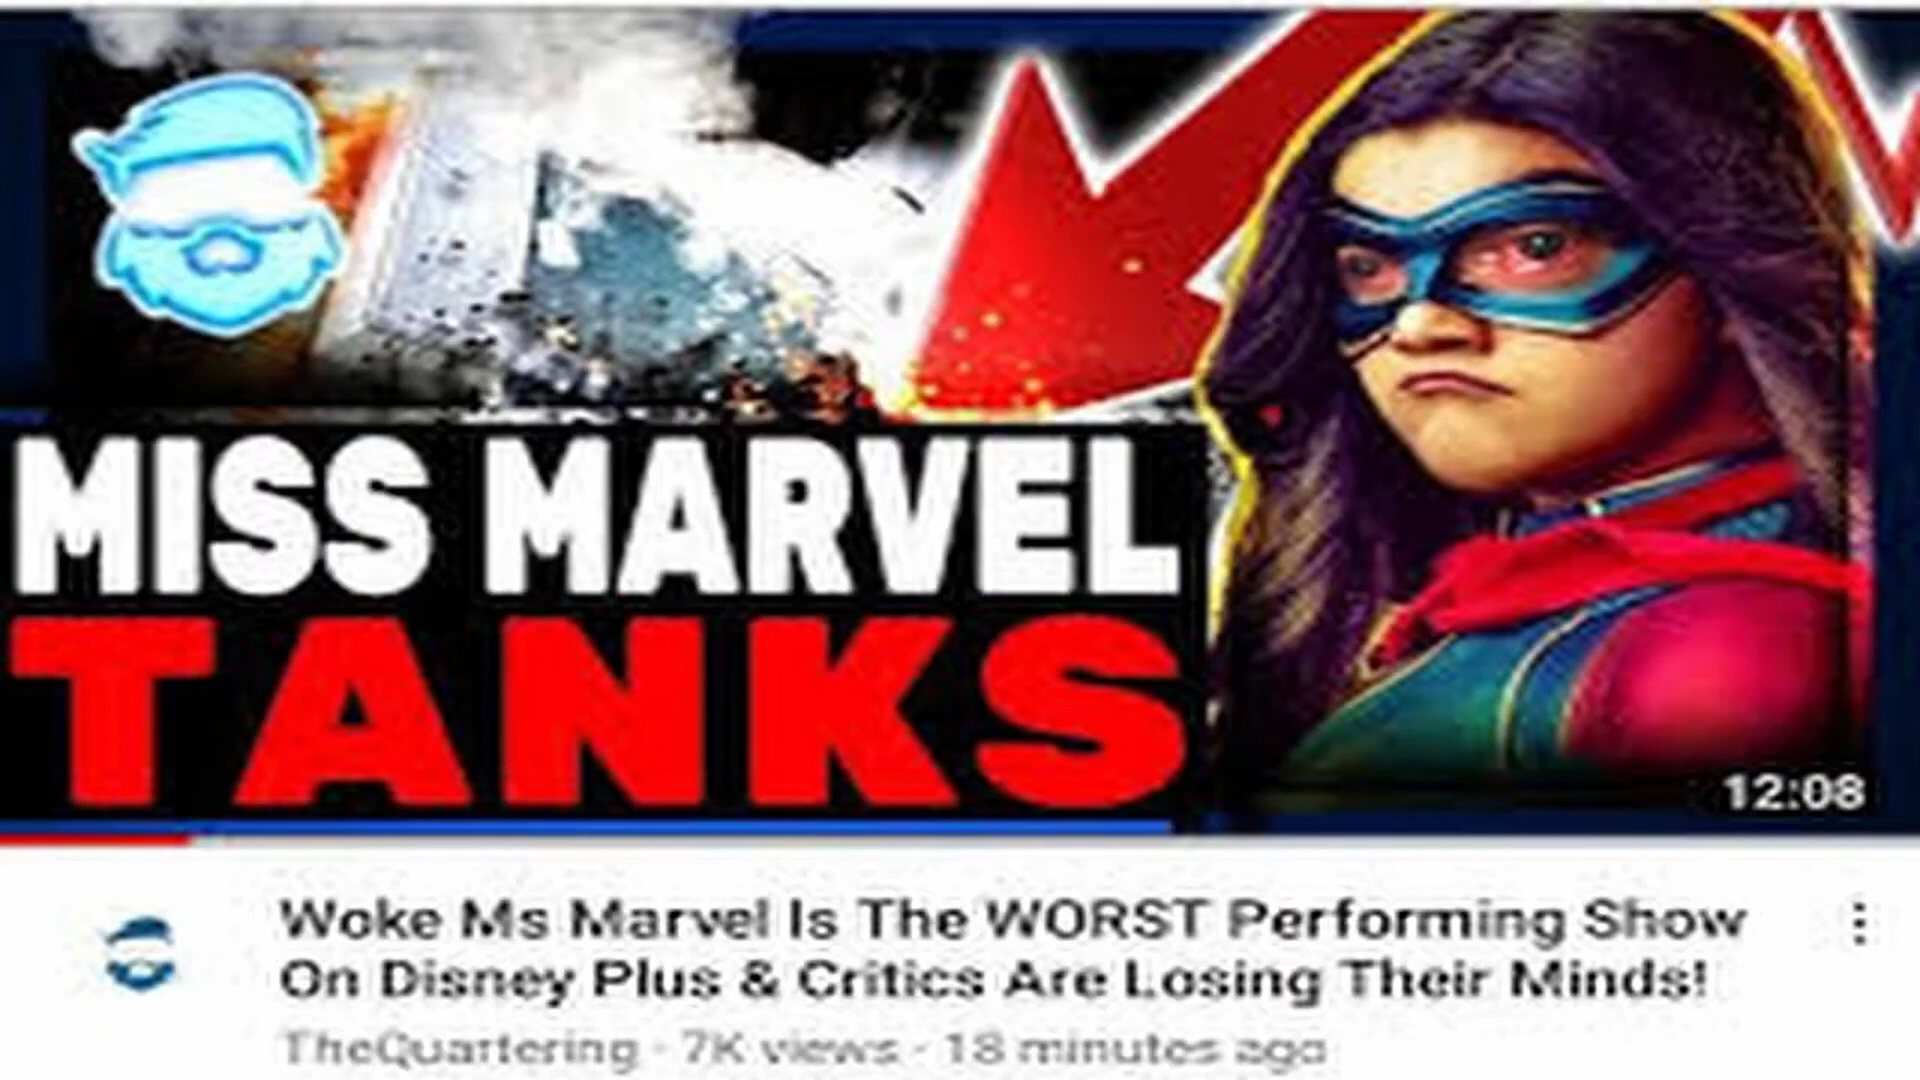 MISS MARVEL
TANKS
12:08
Woke Ms Marvel Is The WORST Performing Show
On Disney Plus & Critics Are Losing Their Minds!
TheQuartering · 7K views · 18 minutes ago